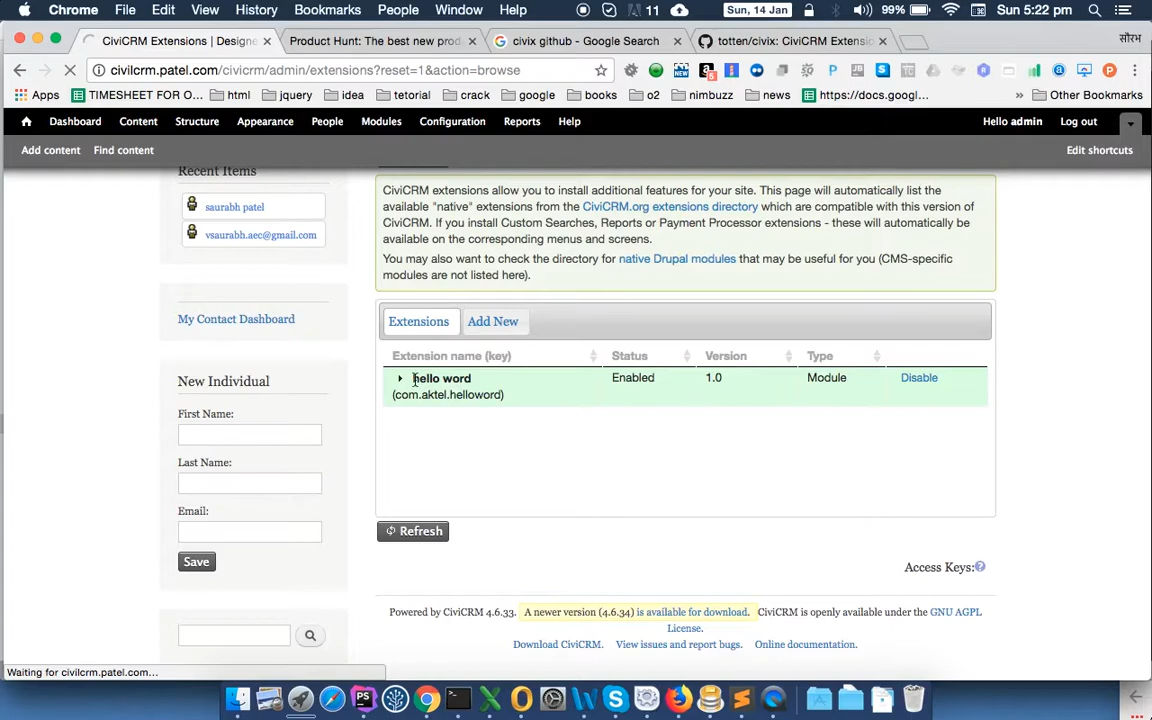 Chrome File Edit View History Bookmarks People Window Help 11 Sun, 14 Jan 99% Sun 5:22 pm
CiviCRM Extensions | Designe Product Hunt: The best new prod civix github - Google Search totten/civix: CiviCRM Extensio सौरभ
civilcrm.patel.com/civicrm/admin/extensions?reset=1&action=browse
Apps TIMESHEET FOR O... html jquery idea tetorial crack google books o2 nimbuzz news https://docs.googl... » Other Bookmarks
Dashboard Content Structure Appearance People Modules Configuration Reports Help Hello admin Log out
Add content Find content Edit shortcuts
Recent Items
saurabh patel
vsaurabh.aec@gmail.com
My Contact Dashboard
New Individual
First Name:
Last Name:
Email:
Save
CiviCRM extensions allow you to install additional features for your site. This page will automatically list the
available "native" extensions from the CiviCRM.org extensions directory which are compatible with this version of
CiviCRM. If you install Custom Searches, Reports or Payment Processor extensions - these will automatically be
available on the corresponding menus and screens.
You may also want to check the directory for native Drupal modules that may be useful for you (CMS-specific
modules are not listed here).
Extensions Add New
Extension name (key) Status Version Type
hello word Enabled 1.0 Module Disable
(com.aktel.helloword)
Refresh
Access Keys:
Powered by CiviCRM 4.6.33. A newer version (4.6.34) is available for download. CiviCRM is openly available under the GNU AGPL
License.
Download CiviCRM. View issues and report bugs. Online documentation.
Waiting for civilcrm.patel.com...